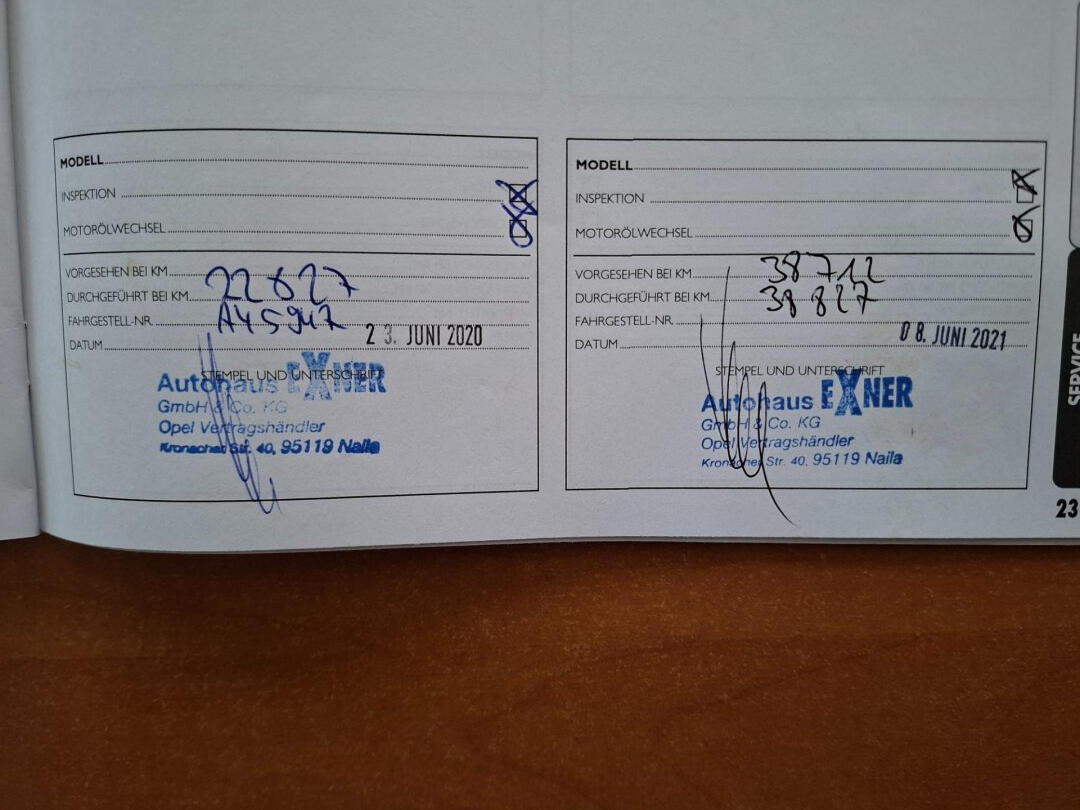 MODELL
INSPEKTION
MOTORÖLWECHSEL
VORGESEHEN BEI KM
DURCHGEFÜHRT BEI KM 22627
FAHRGESTELL-NR. A45947
DATUM 23. JUNI 2020
STEMPEL UND UNTERSCHRIFT
Autohaus EXNER
GmbH & Co. KG
Opel Vertragshändler
Kronacher Str. 40, 95119 Naila
MODELL
INSPEKTION
MOTORÖLWECHSEL
VORGESEHEN BEI KM 38712
DURCHGEFÜHRT BEI KM 38827
FAHRGESTELL-NR.
DATUM 08. JUNI 2021
STEMPEL UND UNTERSCHRIFT
Autohaus EXNER
GmbH & Co. KG
Opel Vertragshändler
Kronacher Str. 40, 95119 Naila
SERVICE
23